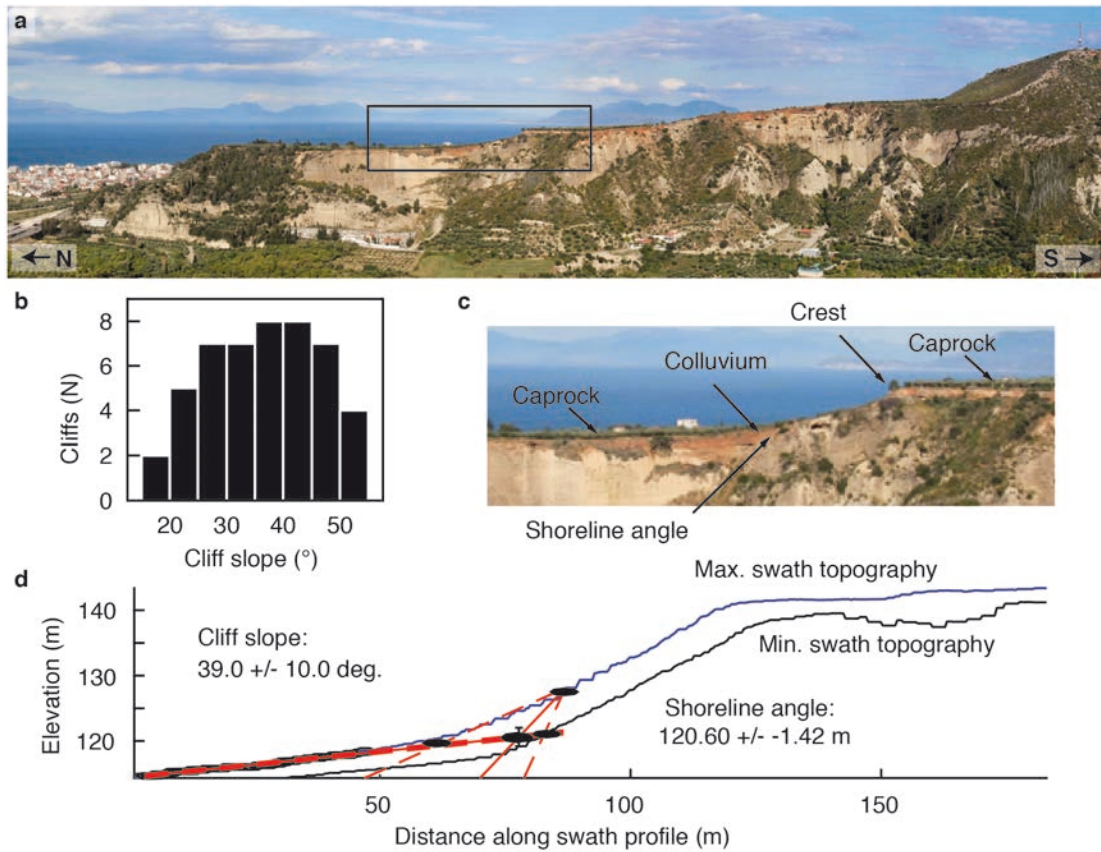 a
← N
S →
b
8
6
4
2
0
Cliffs (N)
20 30 40 50
Cliff slope (°)
c
Crest
Caprock
Colluvium
Caprock
Shoreline angle
d
Max. swath topography
Min. swath topography
Cliff slope:
39.0 +/- 10.0 deg.
Shoreline angle:
120.60 +/- -1.42 m
140
130
120
Elevation (m)
50 100 150
Distance along swath profile (m)